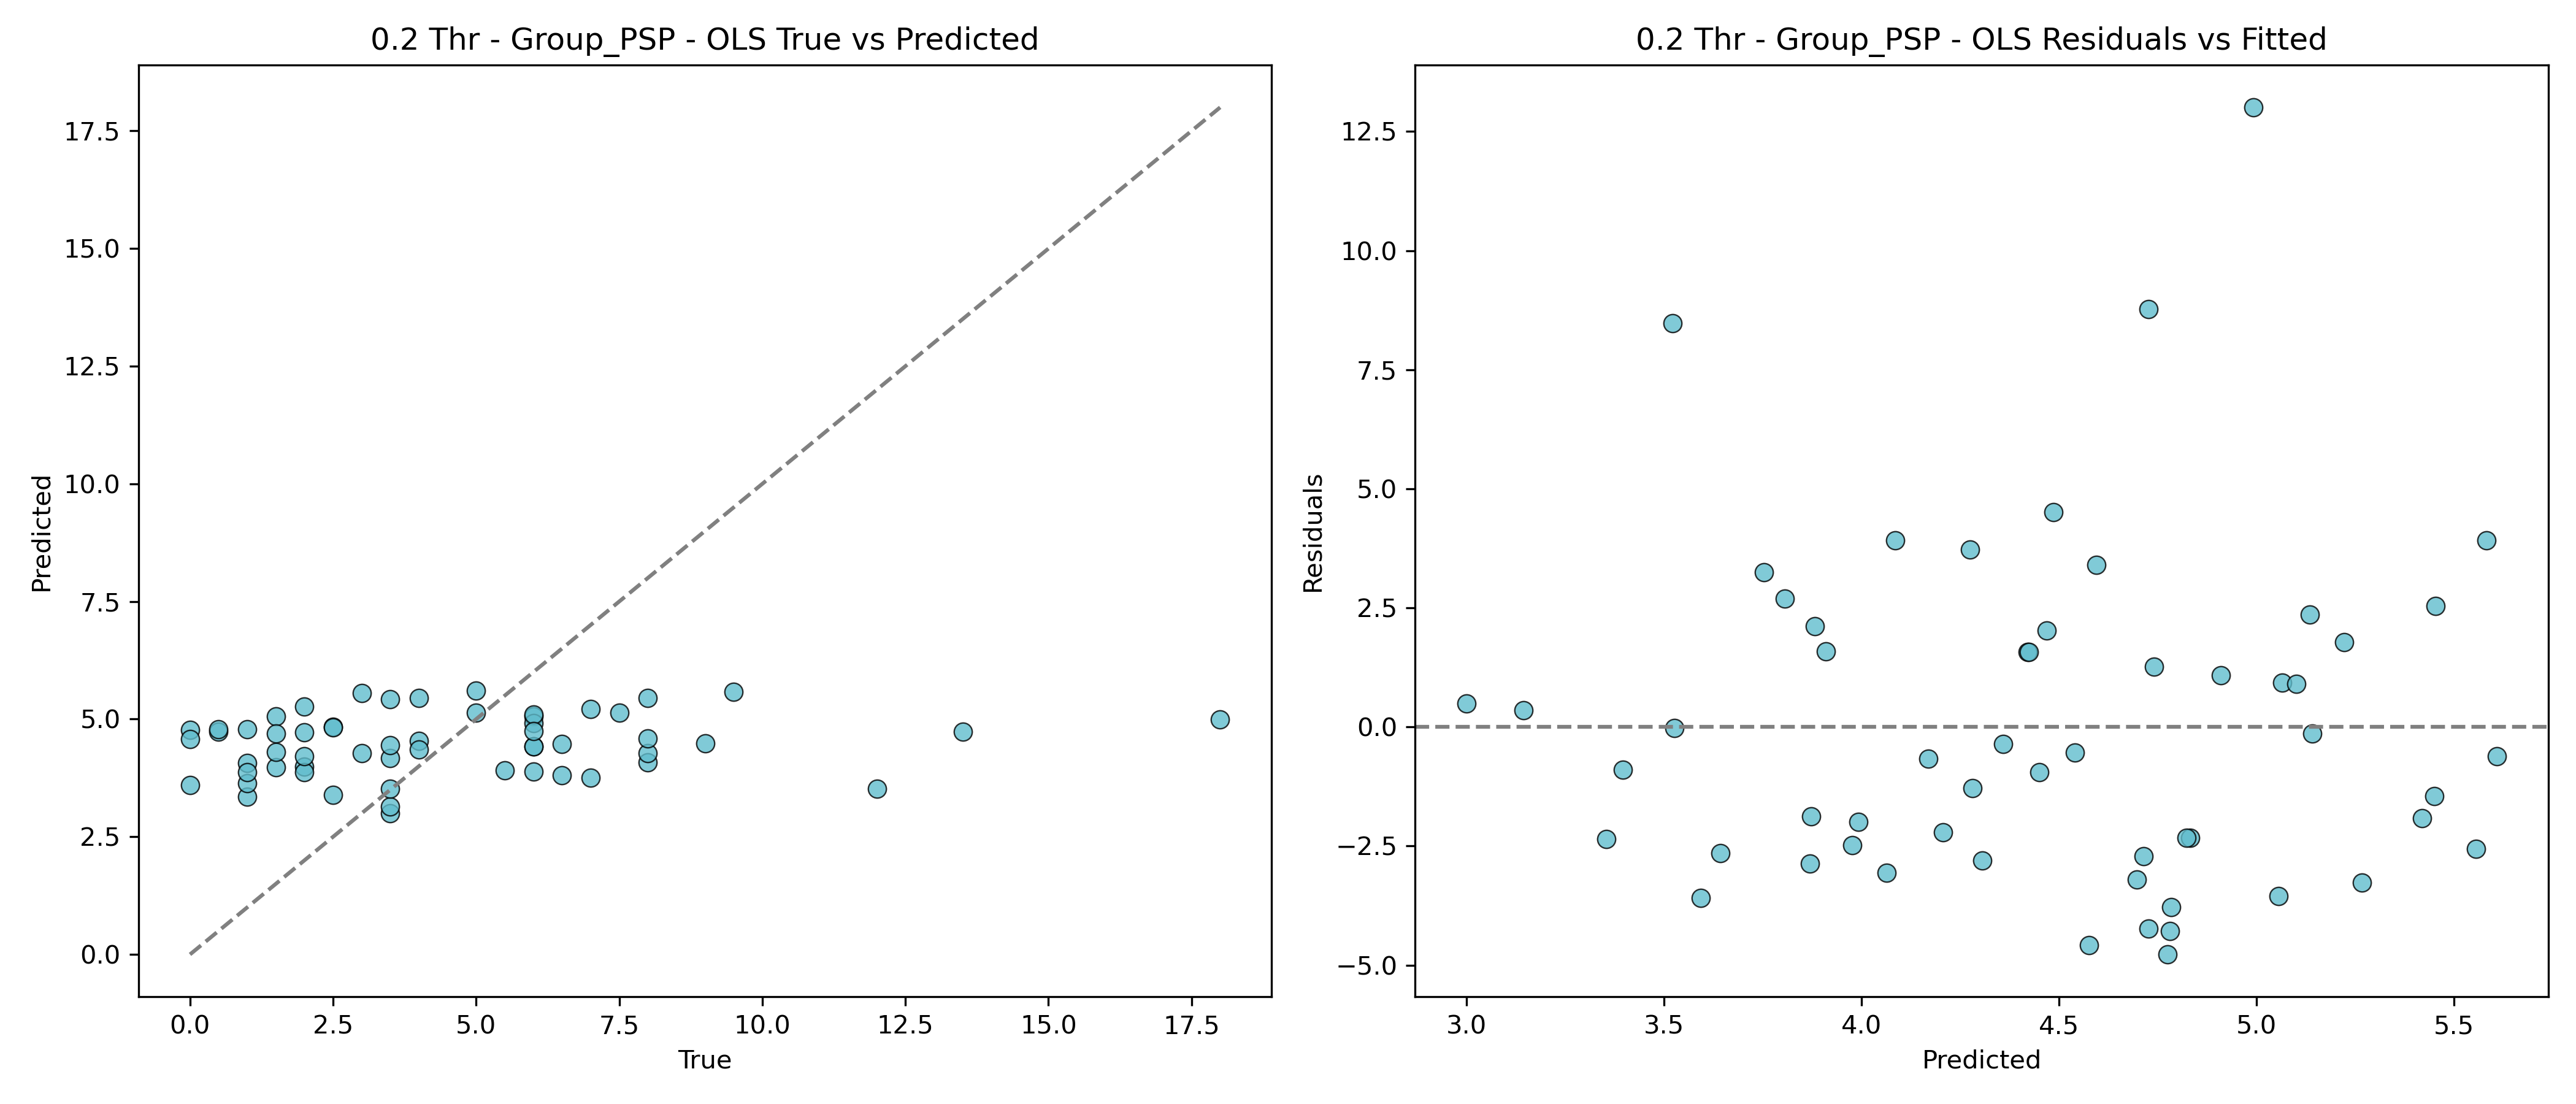 0.2 Thr - Group_PSP - OLS True vs Predicted
17.5
15.0
12.5
10.0
7.5
5.0
2.5
0.0
Predicted
0.0 2.5 5.0 7.5 10.0 12.5 15.0 17.5
True
0.2 Thr - Group_PSP - OLS Residuals vs Fitted
12.5
10.0
7.5
5.0
2.5
0.0
−2.5
−5.0
Residuals
3.0 3.5 4.0 4.5 5.0 5.5
Predicted